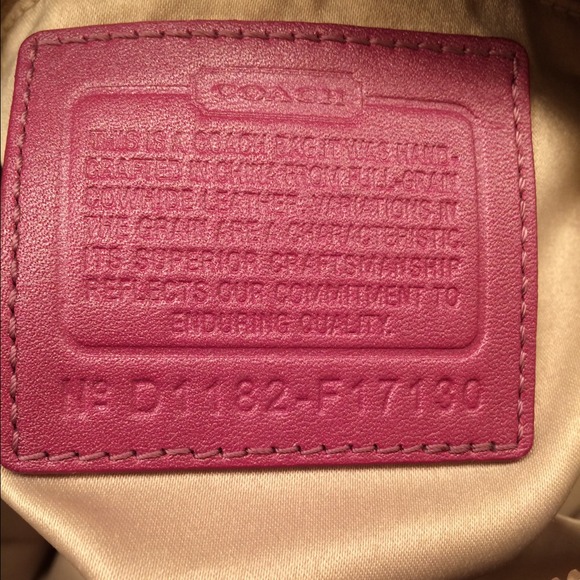 COACH
THIS IS A COACH BAG. IT WAS HAND-
CRAFTED IN CHINA FROM FULL-GRAIN
COWHIDE LEATHER. VARIATIONS IN
THE GRAIN ARE A CHARACTERISTIC.
ITS SUPERIOR CRAFTSMANSHIP
REFLECTS OUR COMMITMENT TO
ENDURING QUALITY.
Nº D1182-F17130